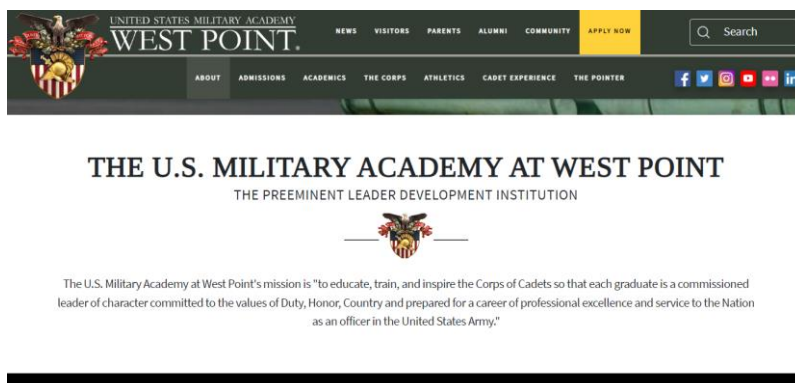 UNITED STATES MILITARY ACADEMY
WEST POINT.
NEWS VISITORS PARENTS ALUMNI COMMUNITY APPLY NOW
Search
ABOUT ADMISSIONS ACADEMICS THE CORPS ATHLETICS CADET EXPERIENCE THE POINTER
THE U.S. MILITARY ACADEMY AT WEST POINT
THE PREEMINENT LEADER DEVELOPMENT INSTITUTION
The U.S. Military Academy at West Point's mission is "to educate, train, and inspire the Corps of Cadets so that each graduate is a commissioned
leader of character committed to the values of Duty, Honor, Country and prepared for a career of professional excellence and service to the Nation
as an officer in the United States Army."